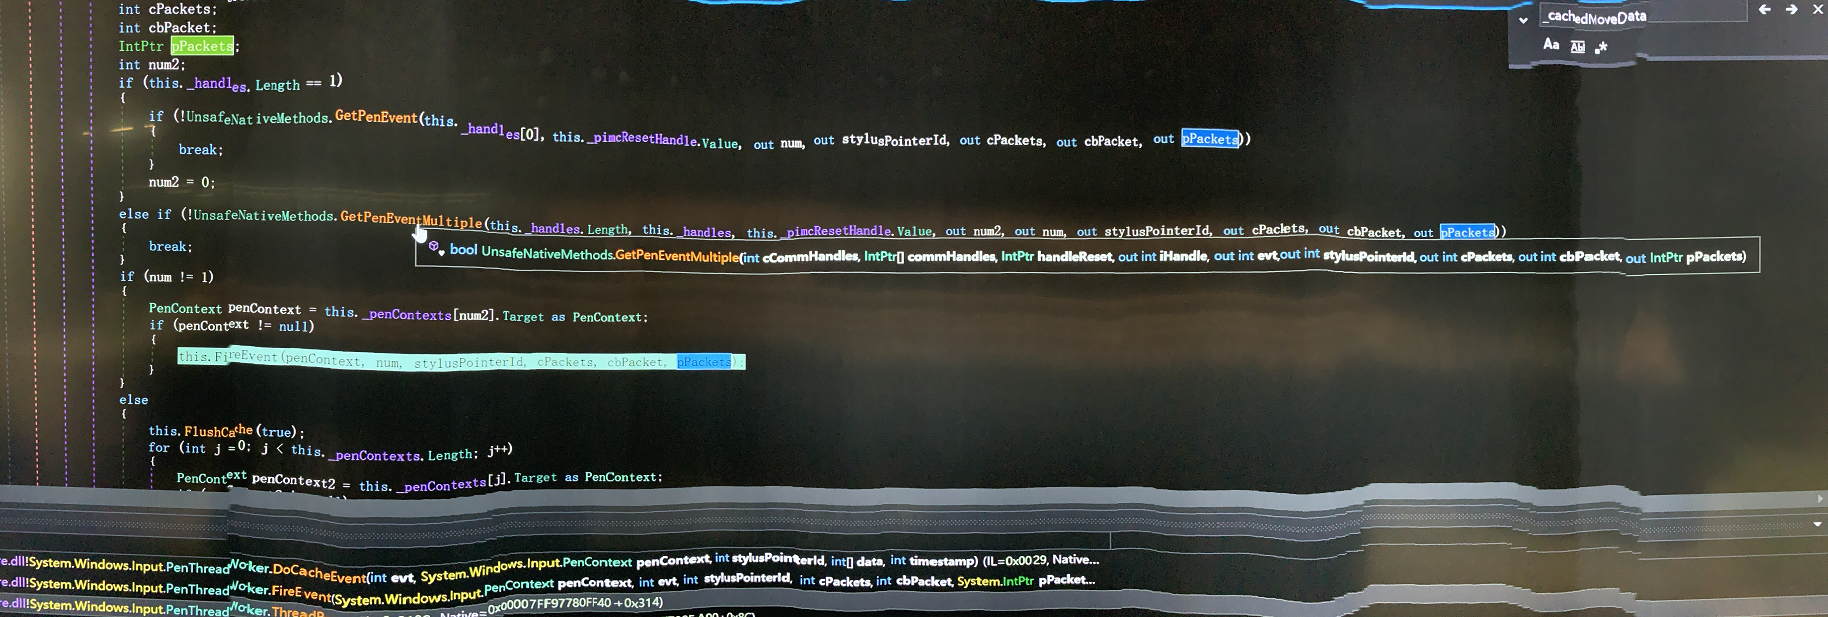 int cPackets;
int cbPacket;
IntPtr pPackets;
int num2;
if (this._handles.Length == 1)
{
if (!UnsafeNativeMethods.GetPenEvent(this._handles[0], this._pimcResetHandle.Value, out num, out stylusPointerId, out cPackets, out cbPacket, out pPackets))
{
break;
}
num2 = 0;
}
else if (!UnsafeNativeMethods.GetPenEventMultiple(this._handles.Length, this._handles, this._pimcResetHandle.Value, out num2, out num, out stylusPointerId, out cPackets, out cbPacket, out pPackets))
{
bool UnsafeNativeMethods.GetPenEventMultiple(int cCommHandles, IntPtr[] commHandles, IntPtr handleReset, out int iHandle, out int evt, out int stylusPointerId, out int cPackets, out int cbPacket, out IntPtr pPackets)
break;
}
if (num != 1)
{
PenContext penContext = this._penContexts[num2].Target as PenContext;
if (penContext != null)
{
this.FireEvent(penContext, num, stylusPointerId, cPackets, cbPacket, pPackets);
}
}
else
{
this.FlushCache(true);
for (int j = 0; j < this._penContexts.Length; j++)
{
PenContext penContext2 = this._penContexts[j].Target as PenContext;
_cachedMoveData
Aa Abl .*
re.dll!System.Windows.Input.PenThreadWorker.DoCacheEvent(int evt, System.Windows.Input.PenContext penContext, int stylusPointerId, int[] data, int timestamp) (IL=0x0029, Native...
re.dll!System.Windows.Input.PenThreadWorker.FireEvent(System.Windows.Input.PenContext penContext, int evt, int stylusPointerId, int cPackets, int cbPacket, System.IntPtr pPacket...
re.dll!System.Windows.Input.PenThreadWorker.ThreadP Native=0x00007FF97780FF40+0x314)